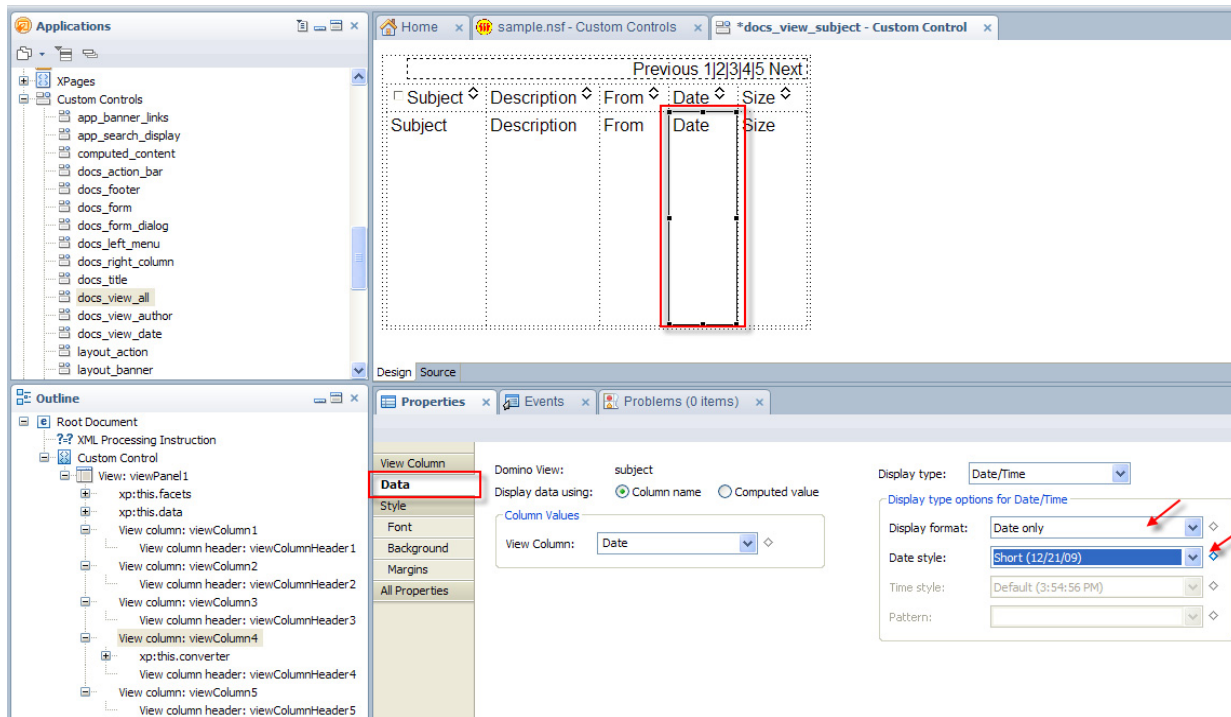 Applications
XPages
Custom Controls
app_banner_links
app_search_display
computed_content
docs_action_bar
docs_footer
docs_form
docs_form_dialog
docs_left_menu
docs_right_column
docs_title
docs_view_all
docs_view_author
docs_view_date
layout_action
layout_banner
Home
sample.nsf - Custom Controls
*docs_view_subject - Custom Control
Previous 1|2|3|4|5 Next
Subject Description From Date Size
Subject Description From Date Size
Design Source
Outline
Root Document
?=? XML Processing Instruction
Custom Control
View: viewPanel1
xp:this.facets
xp:this.data
View column: viewColumn1
View column header: viewColumnHeader1
View column: viewColumn2
View column header: viewColumnHeader2
View column: viewColumn3
View column header: viewColumnHeader3
View column: viewColumn4
xp:this.converter
View column header: viewColumnHeader4
View column: viewColumn5
View column header: viewColumnHeader5
Properties Events Problems (0 items)
View Column
Data
Style
Font
Background
Margins
All Properties
Domino View: subject
Display data using: Column name Computed value
Column Values
View Column: Date
Display type: Date/Time
Display type options for Date/Time
Display format: Date only
Date style: Short (12/21/09)
Time style: Default (3:54:56 PM)
Pattern: